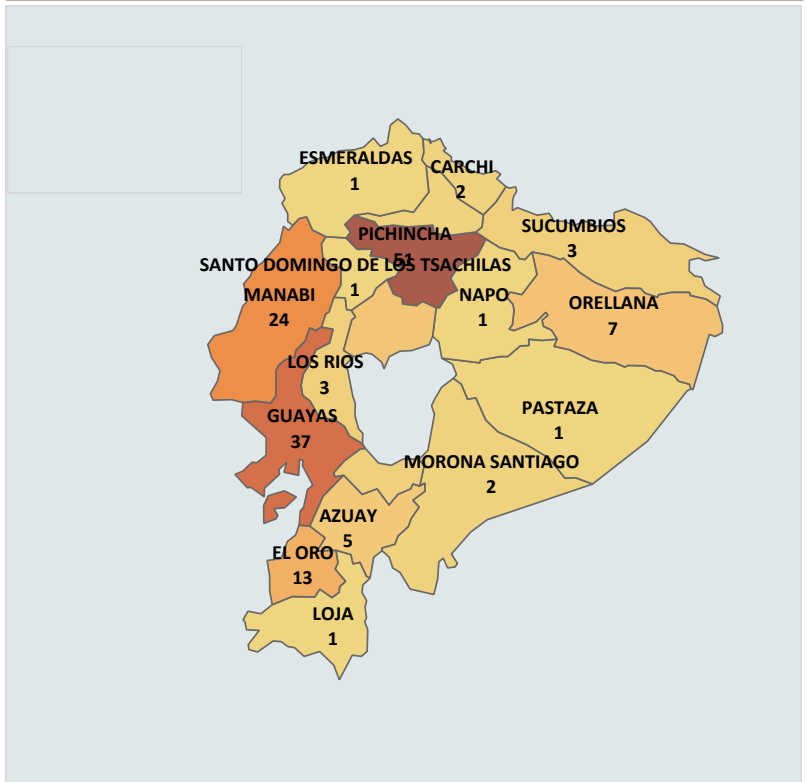 ESMERALDAS
1
CARCHI
2
SUCUMBIOS
3
PICHINCHA
51
SANTO DOMINGO DE LOS TSACHILAS
1
MANABI
24
NAPO
1
ORELLANA
7
LOS RIOS
3
GUAYAS
37
PASTAZA
1
MORONA SANTIAGO
2
AZUAY
5
EL ORO
13
LOJA
1